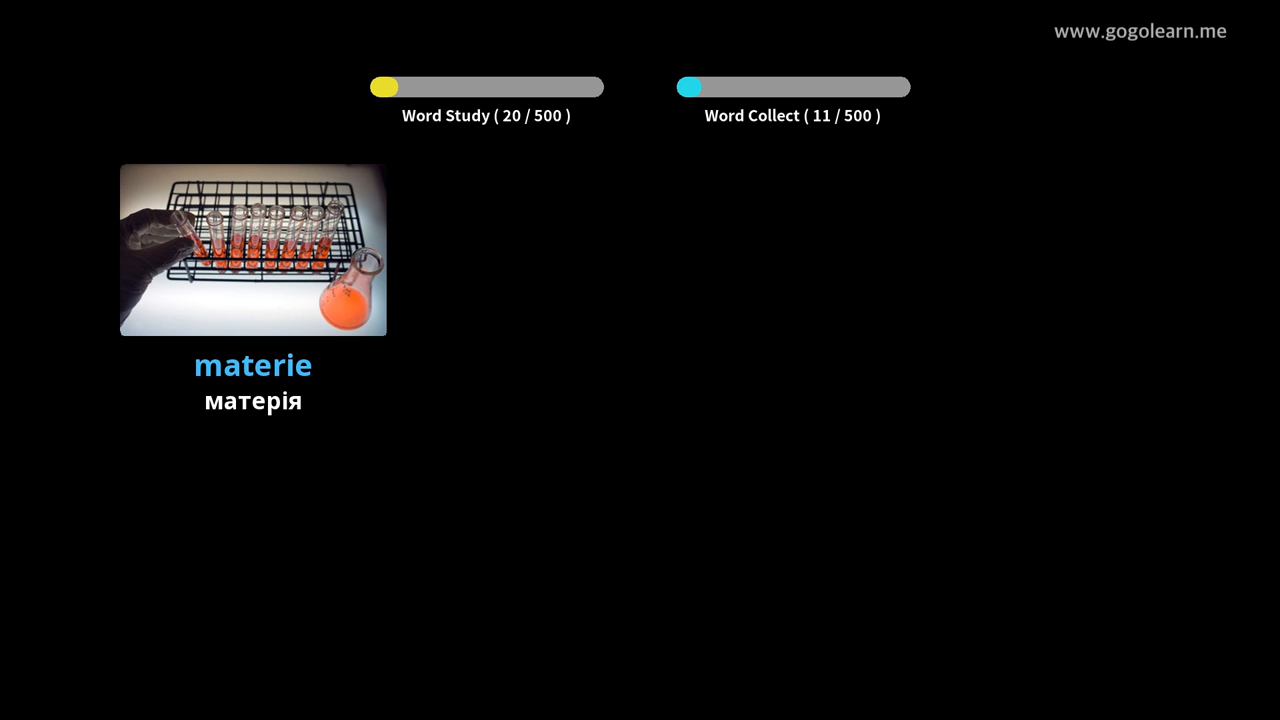 www.gogolearn.me
Word Study ( 20 / 500 )
Word Collect ( 11 / 500 )
materie
матерія